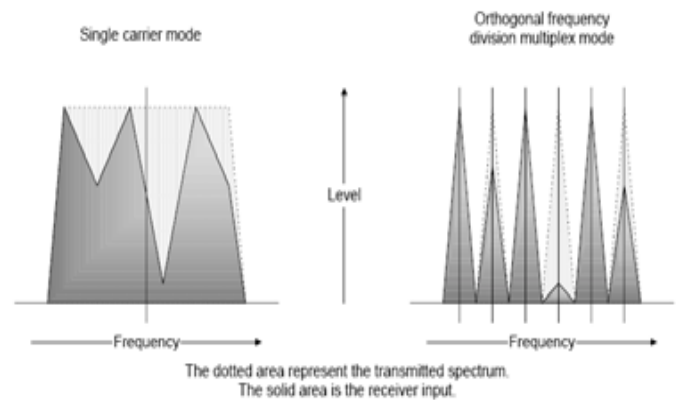 Single carrier mode
Orthogonal frequency
division multiplex mode
Level
Frequency
Frequency
The dotted area represent the transmitted spectrum.
The solid area is the receiver input.